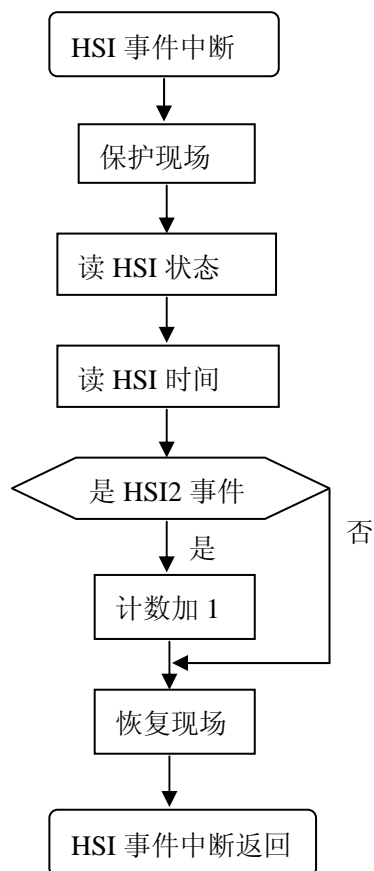 HSI 事件中断
保护现场
读 HSI 状态
读 HSI 时间
是 HSI2 事件
否
是
计数加 1
恢复现场
HSI 事件中断返回